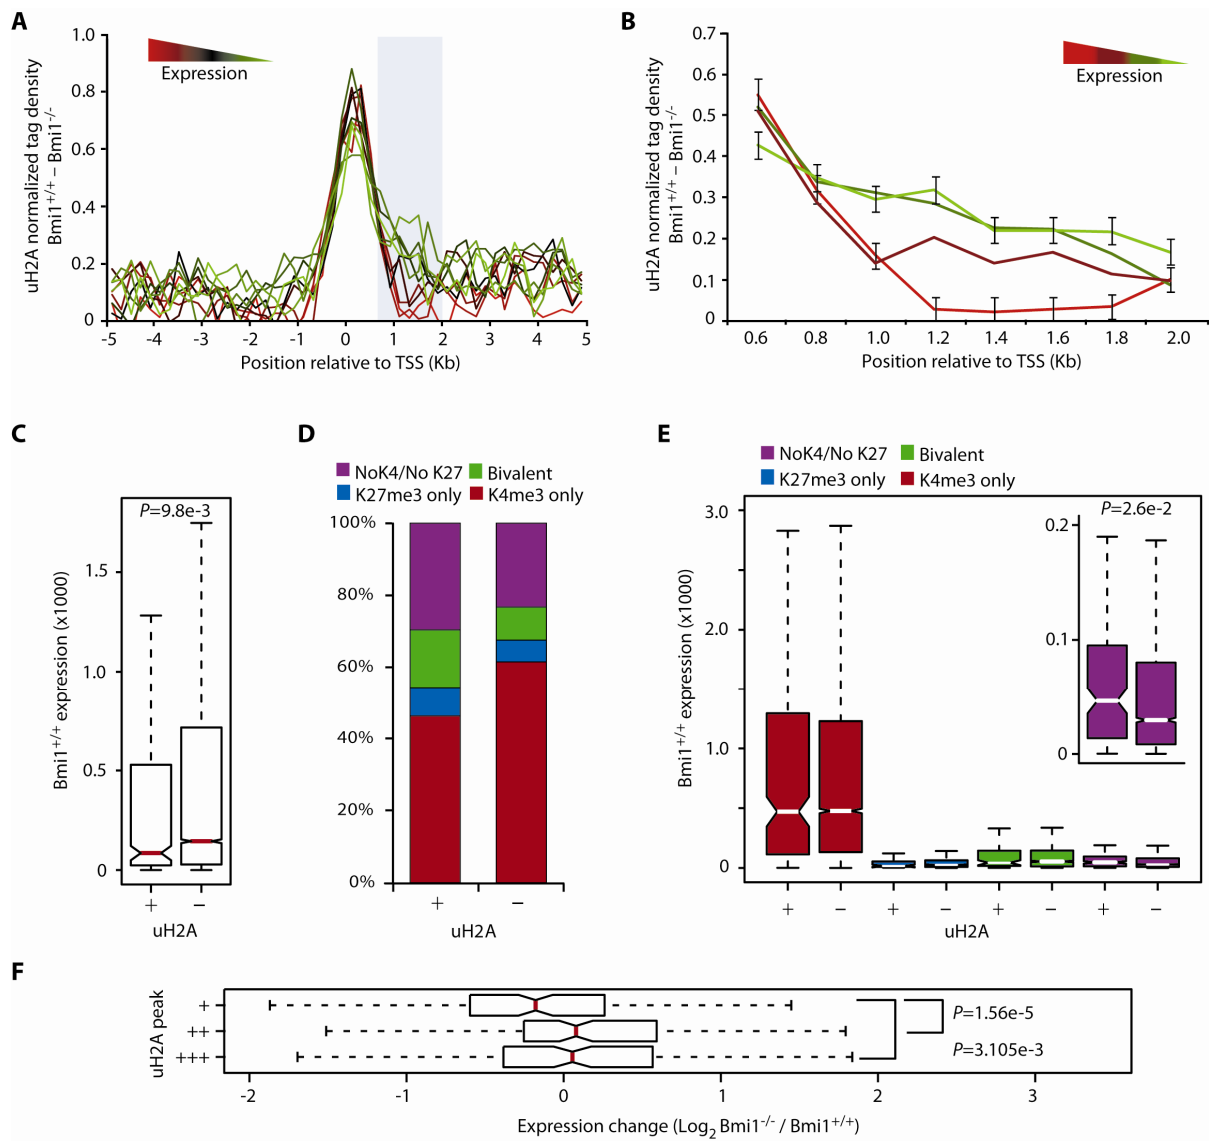 A
uH2A normalized tag density
Bmi1+/+ – Bmi1-/-
1.0
0.8
0.6
0.4
0.2
0
Expression
-5 -4 -3 -2 -1 0 1 2 3 4 5
Position relative to TSS (Kb)
B
uH2A normalized tag density
Bmi1+/+ – Bmi1-/-
0.7
0.6
0.5
0.4
0.3
0.2
0.1
0
Expression
0.6 0.8 1.0 1.2 1.4 1.6 1.8 2.0
Position relative to TSS (Kb)
C
P=9.8e-3
Bmi1+/+ expression (x1000)
1.5
1.0
0.5
0
+ −
uH2A
D
NoK4/No K27 Bivalent
K27me3 only K4me3 only
100%
80%
60%
40%
20%
0%
+ −
uH2A
E
NoK4/No K27 Bivalent
K27me3 only K4me3 only
Bmi1+/+ expression (x1000)
3.0
2.0
1.0
0
P=2.6e-2
0.2
0.1
0
+ − + − + − + −
uH2A
F
uH2A peak
+
++
+++
P=1.56e-5
P=3.105e-3
-2 -1 0 1 2 3
Expression change (Log2 Bmi1-/- / Bmi1+/+)